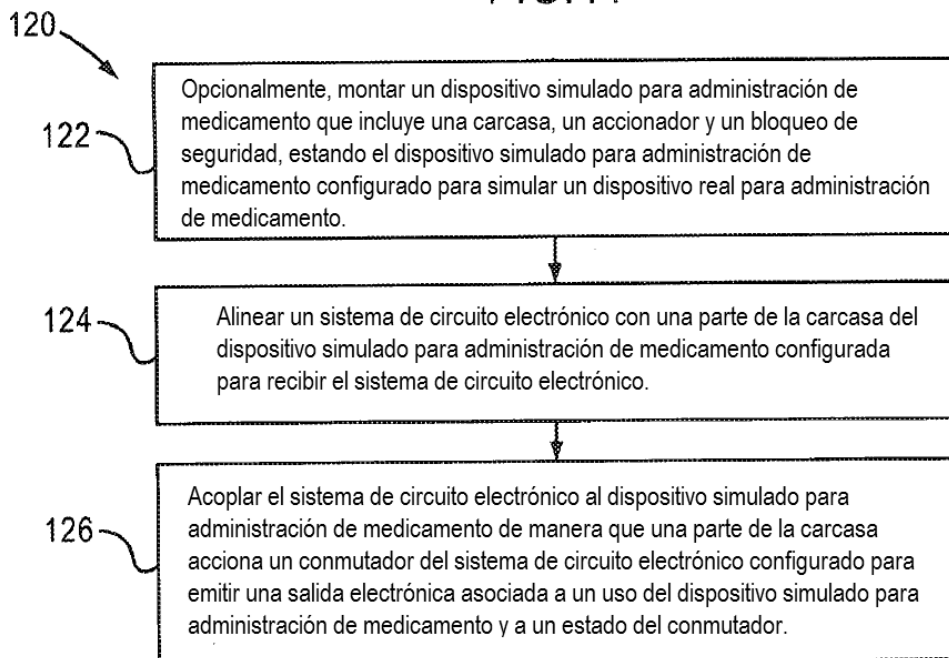 120
122
Opcionalmente, montar un dispositivo simulado para administración de
medicamento que incluye una carcasa, un accionador y un bloqueo de
seguridad, estando el dispositivo simulado para administración de
medicamento configurado para simular un dispositivo real para administración
de medicamento.
124
Alinear un sistema de circuito electrónico con una parte de la carcasa del
dispositivo simulado para administración de medicamento configurada
para recibir el sistema de circuito electrónico.
126
Acoplar el sistema de circuito electrónico al dispositivo simulado para
administración de medicamento de manera que una parte de la carcasa
acciona un conmutador del sistema de circuito electrónico configurado para
emitir una salida electrónica asociada a un uso del dispositivo simulado para
administración de medicamento y a un estado del conmutador.